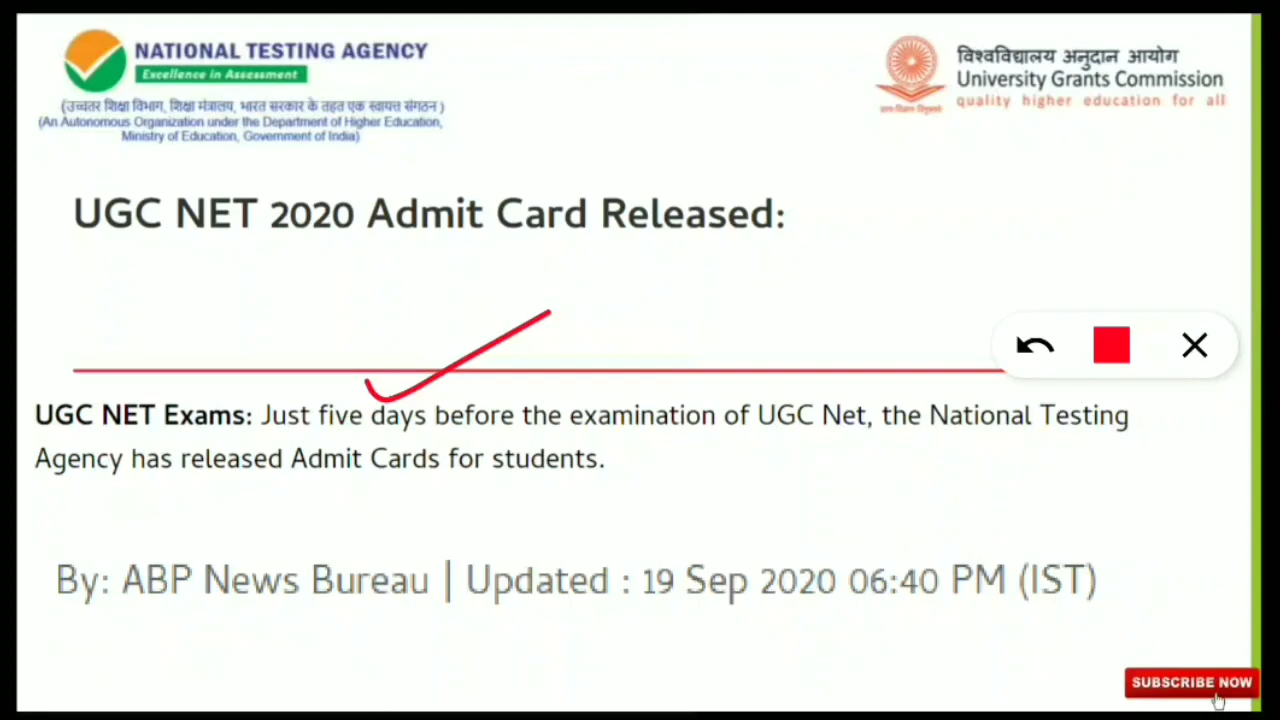 NATIONAL TESTING AGENCY
Excellence in Assessment
(उच्चतर शिक्षा विभाग, शिक्षा मंत्रालय, भारत सरकार के तहत एक स्वायत्त संगठन )
(An Autonomous Organization under the Department of Higher Education,
Ministry of Education, Government of India)
विश्वविद्यालय अनुदान आयोग
University Grants Commission
quality higher education for all
UGC NET 2020 Admit Card Released:
UGC NET Exams: Just five days before the examination of UGC Net, the National Testing
Agency has released Admit Cards for students.
By: ABP News Bureau | Updated : 19 Sep 2020 06:40 PM (IST)
SUBSCRIBE NOW